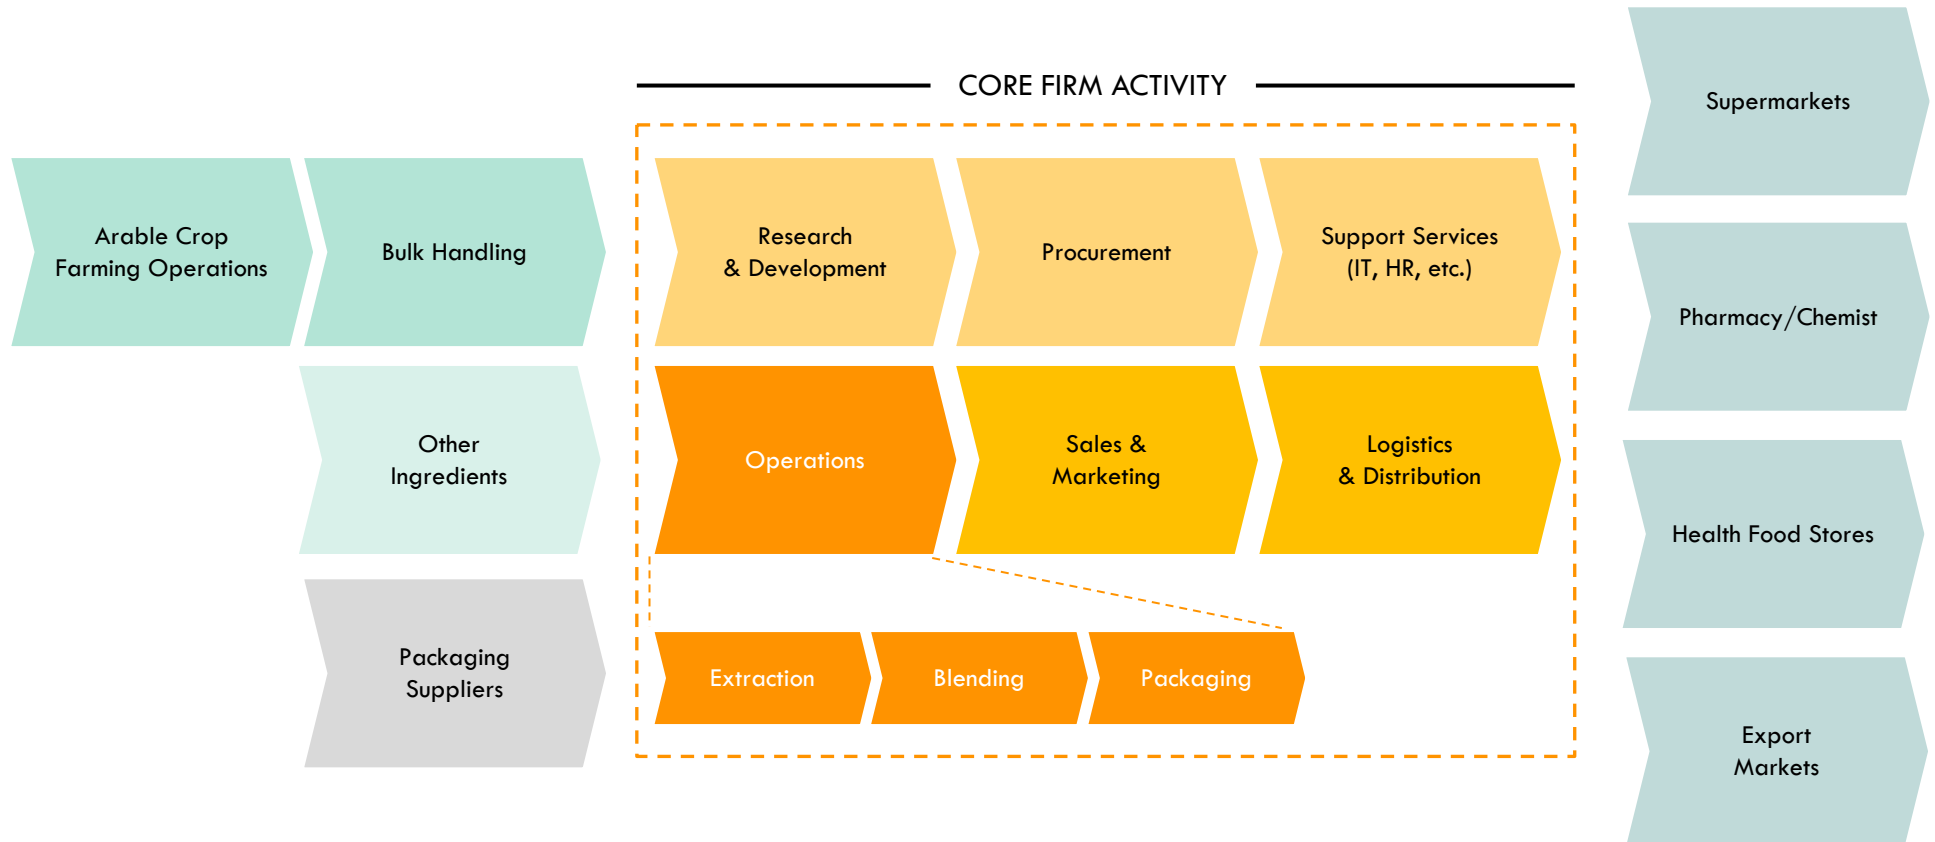 CORE FIRM ACTIVITY
Arable Crop
Farming Operations
Bulk Handling
Other
Ingredients
Packaging
Suppliers
Research
& Development
Procurement
Support Services
(IT, HR, etc.)
Operations
Sales &
Marketing
Logistics
& Distribution
Extraction
Blending
Packaging
Supermarkets
Pharmacy/Chemist
Health Food Stores
Export
Markets